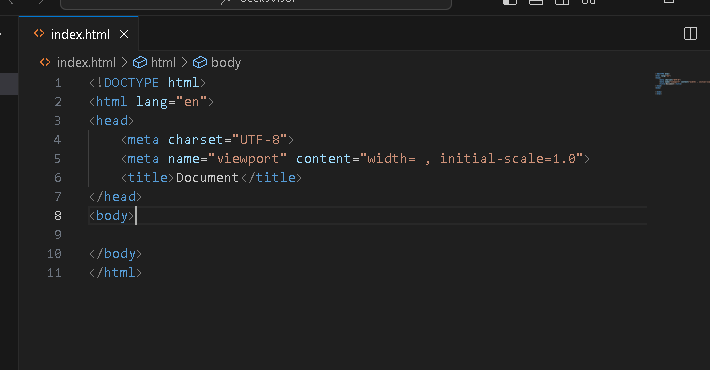 index.html
index.html > html > body
1 <!DOCTYPE html>
2 <html lang="en">
3 <head>
4 <meta charset="UTF-8">
5 <meta name="viewport" content="width= , initial-scale=1.0">
6 <title>Document</title>
7 </head>
8 <body>
9
10 </body>
11 </html>